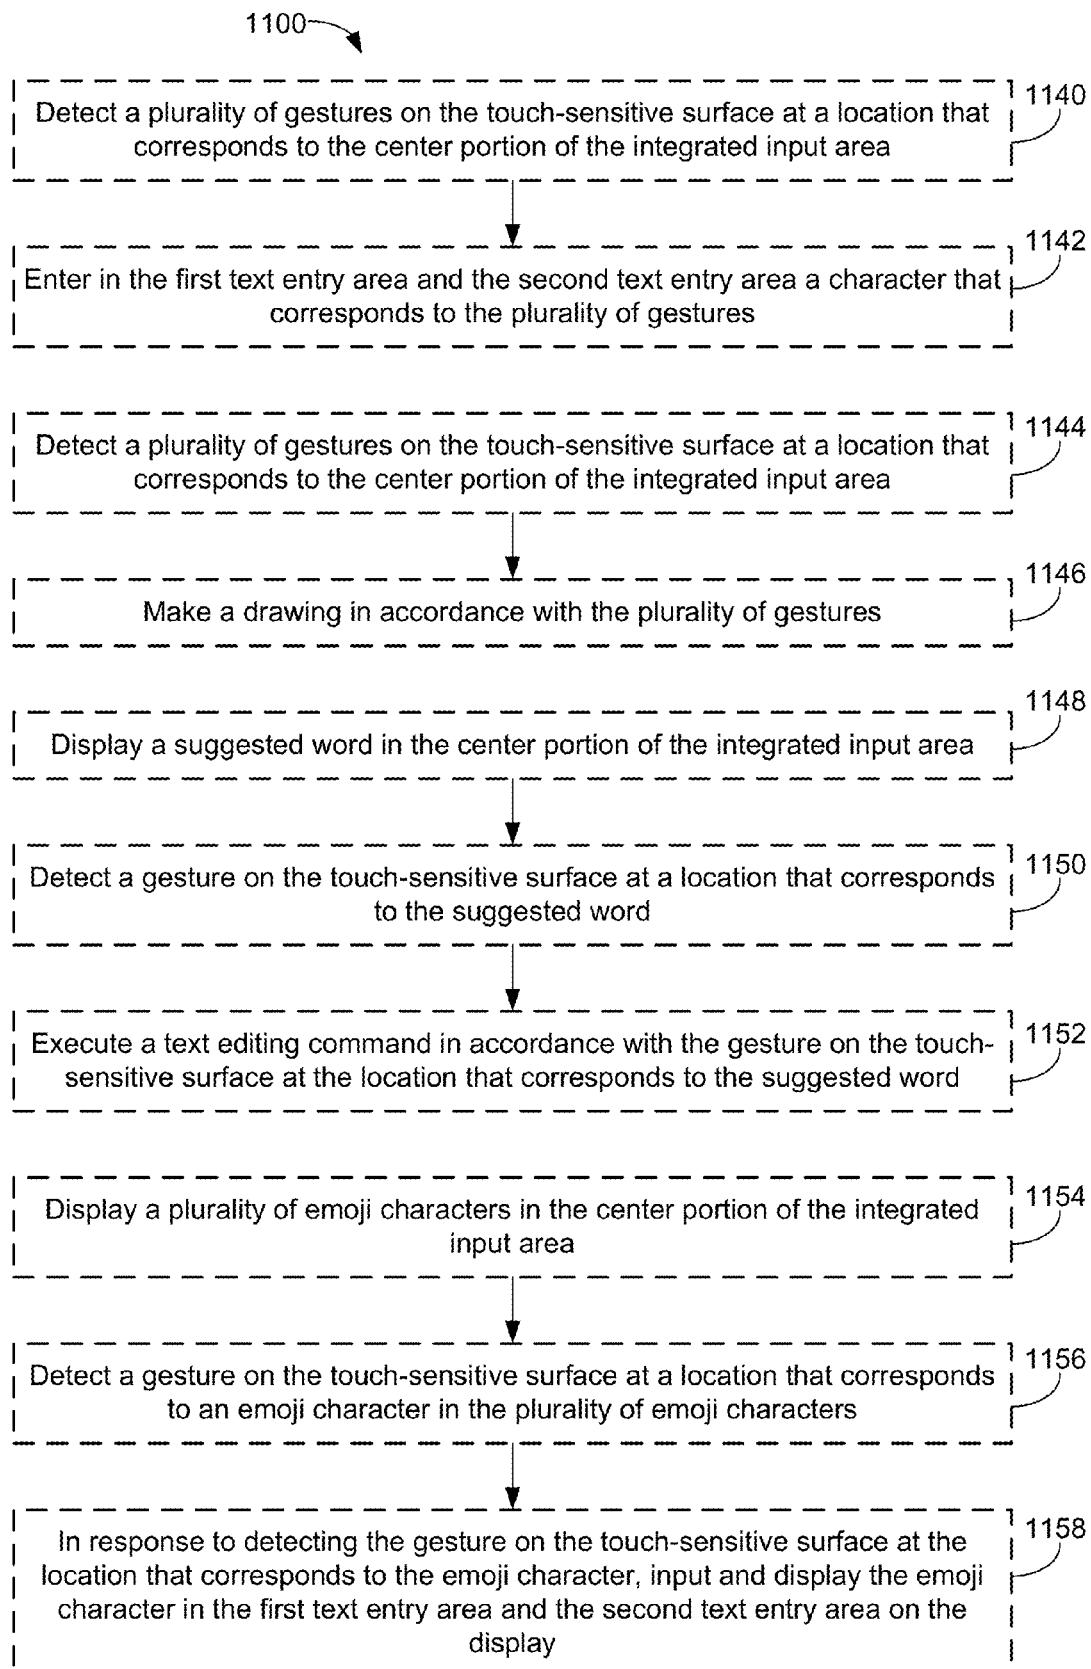 1100
Detect a plurality of gestures on the touch-sensitive surface at a location that
corresponds to the center portion of the integrated input area
1140
Enter in the first text entry area and the second text entry area a character that
corresponds to the plurality of gestures
1142
Detect a plurality of gestures on the touch-sensitive surface at a location that
corresponds to the center portion of the integrated input area
1144
Make a drawing in accordance with the plurality of gestures
1146
Display a suggested word in the center portion of the integrated input area
1148
Detect a gesture on the touch-sensitive surface at a location that corresponds
to the suggested word
1150
Execute a text editing command in accordance with the gesture on the touch-
sensitive surface at the location that corresponds to the suggested word
1152
Display a plurality of emoji characters in the center portion of the integrated
input area
1154
Detect a gesture on the touch-sensitive surface at a location that corresponds
to an emoji character in the plurality of emoji characters
1156
In response to detecting the gesture on the touch-sensitive surface at the
location that corresponds to the emoji character, input and display the emoji
character in the first text entry area and the second text entry area on the
display
1158